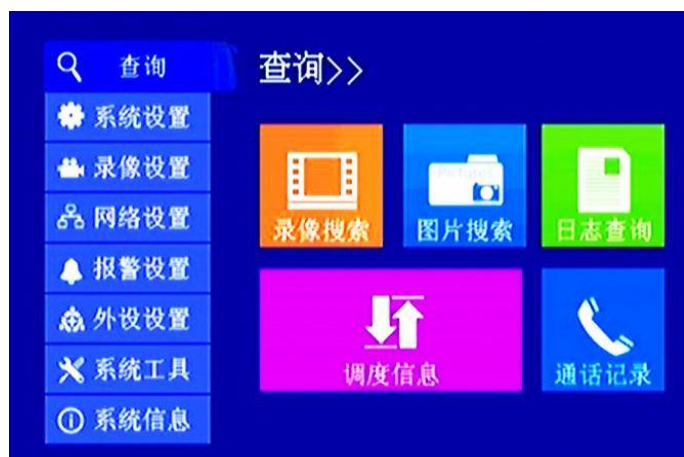 查询
系统设置
录像设置
网络设置
报警设置
外设设置
系统工具
系统信息
查询>>
录像搜索
Pictures
图片搜索
日志查询
调度信息
通话记录